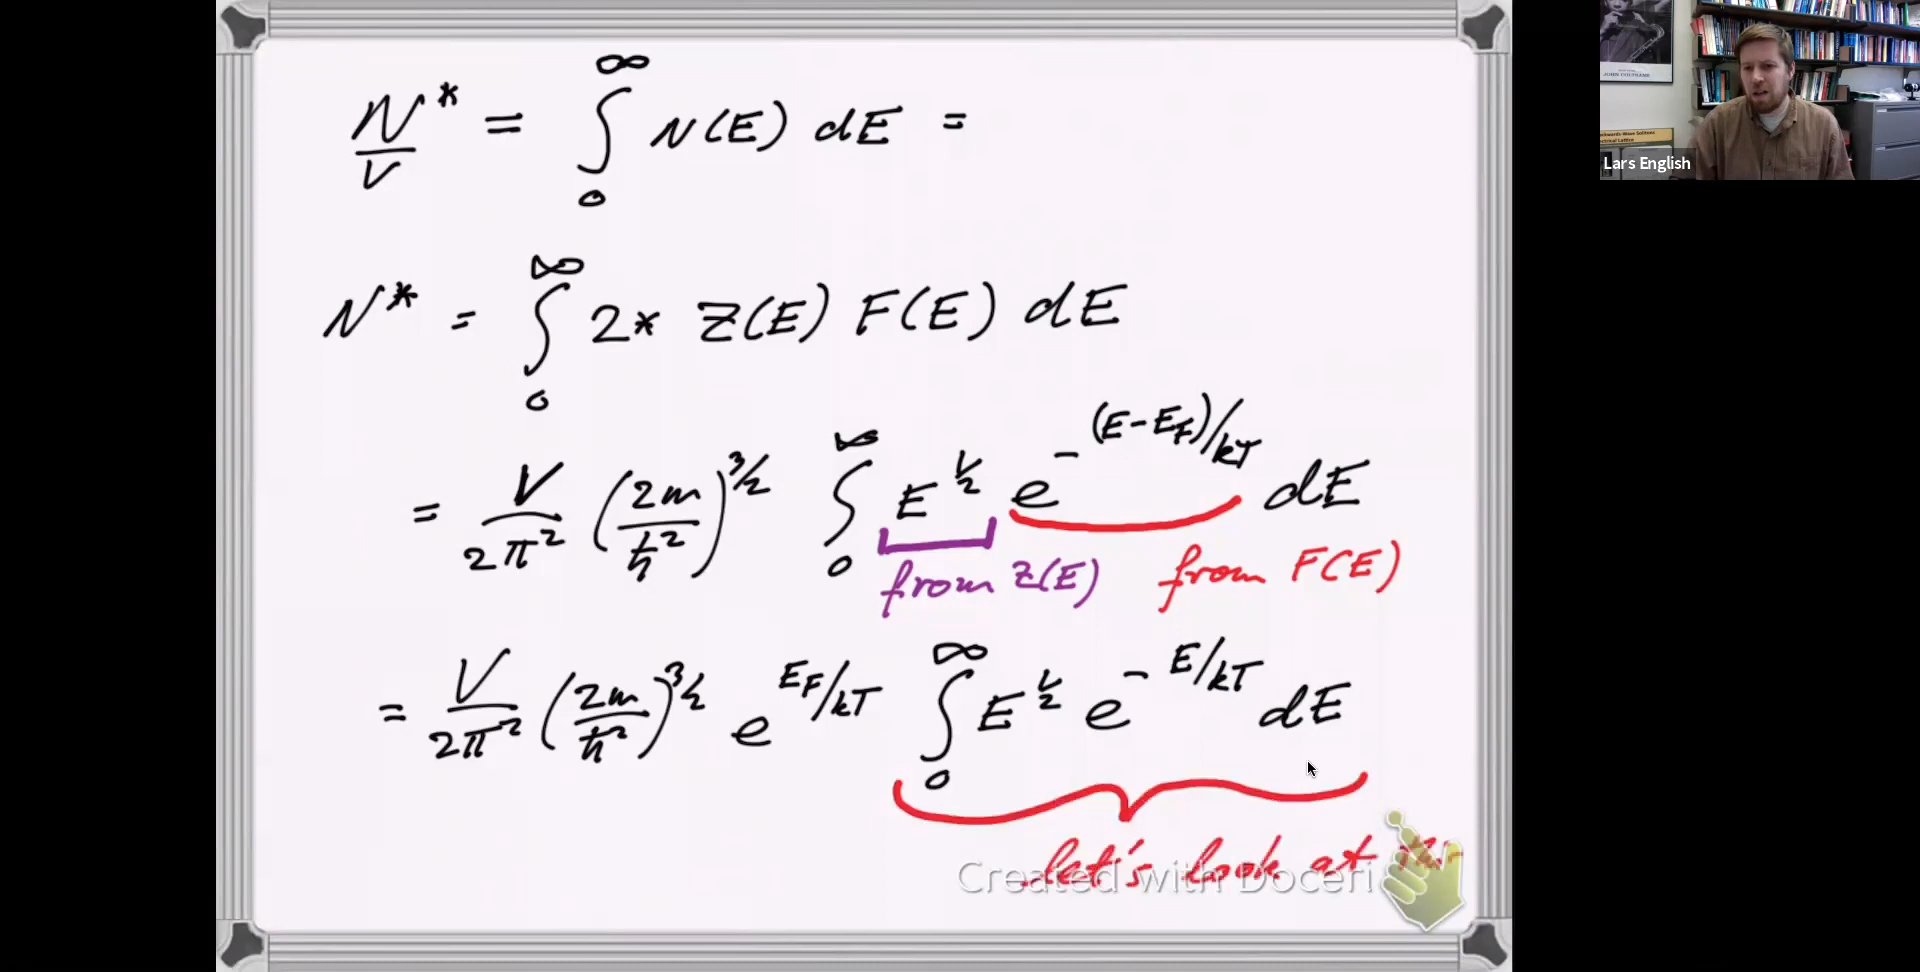 N*/V = ∫₀^∞ N(E) dE =
N* = ∫₀^∞ 2* Z(E) F(E) dE
= V/2π² (2m/ħ²)^3/2 ∫₀^∞ E^1/2 e^-(E-E_F)/kT dE
from Z(E) from F(E)
= V/2π² (2m/ħ²)^3/2 e^E_F/kT ∫₀^∞ E^1/2 e^-E/kT dE
let's look at
Created with Doceri
JOHN COLTRANE
Lars English